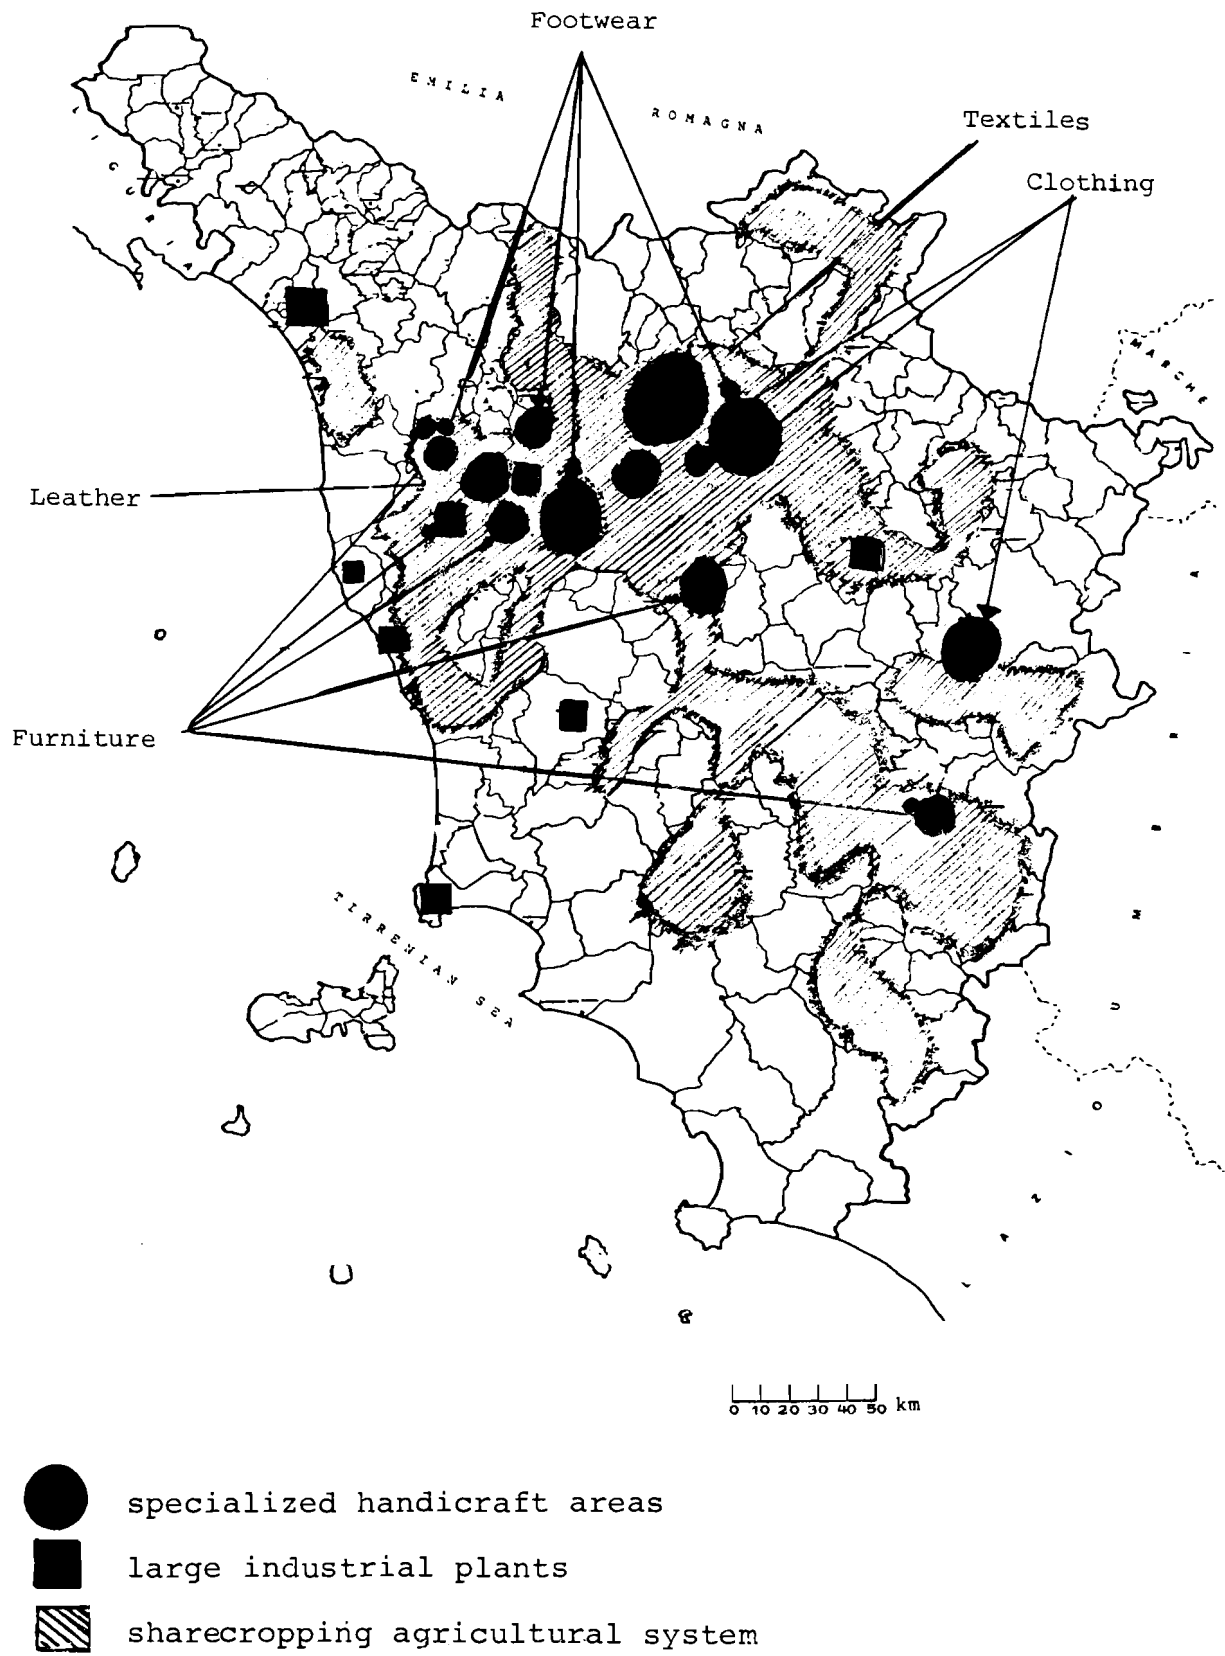 Footwear
EMILIA
ROMAGNA
Textiles
Clothing
MARCHE
Leather
Furniture
TIRRENIAN SEA
0 10 20 30 40 50 km
specialized handicraft areas
large industrial plants
sharecropping agricultural system